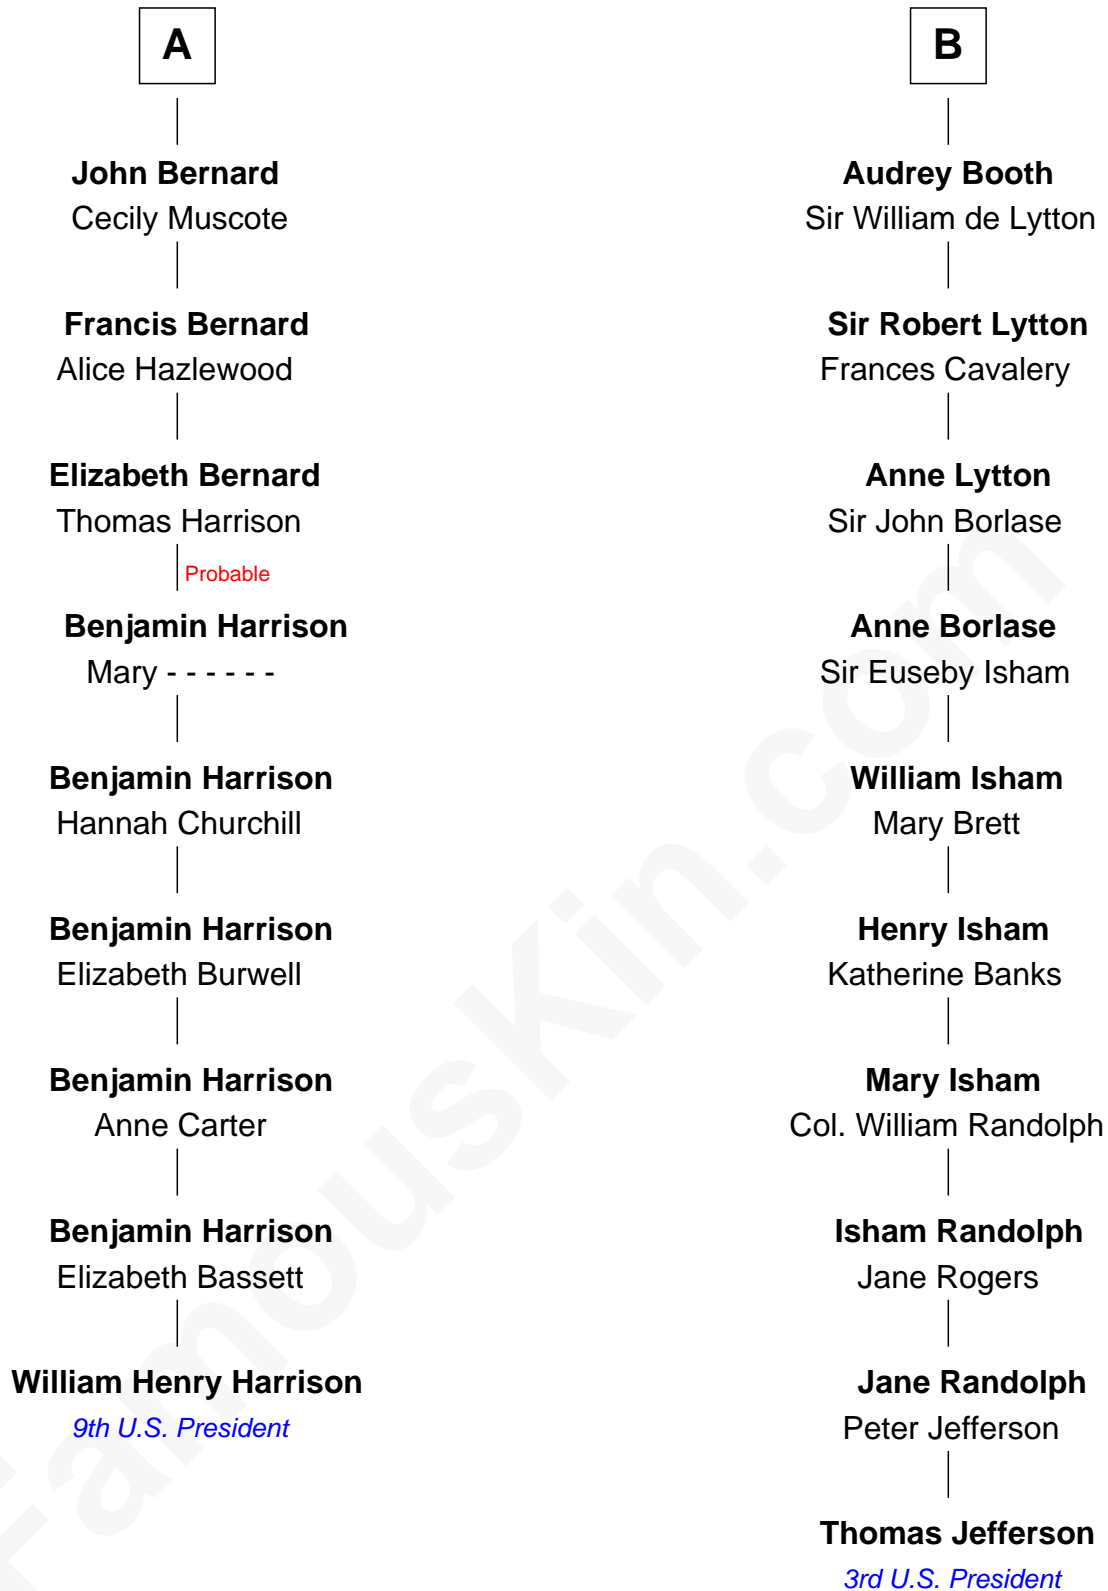 A
John Bernard
Cecily Muscote
Francis Bernard
Alice Hazlewood
Elizabeth Bernard
Thomas Harrison
Probable
Benjamin Harrison
Mary - - - - - -
Benjamin Harrison
Hannah Churchill
Benjamin Harrison
Elizabeth Burwell
Benjamin Harrison
Anne Carter
Benjamin Harrison
Elizabeth Bassett
William Henry Harrison
9th U.S. President
B
Audrey Booth
Sir William de Lytton
Sir Robert Lytton
Frances Cavalery
Anne Lytton
Sir John Borlase
Anne Borlase
Sir Euseby Isham
William Isham
Mary Brett
Henry Isham
Katherine Banks
Mary Isham
Col. William Randolph
Isham Randolph
Jane Rogers
Jane Randolph
Peter Jefferson
Thomas Jefferson
3rd U.S. President
FamousKin.com